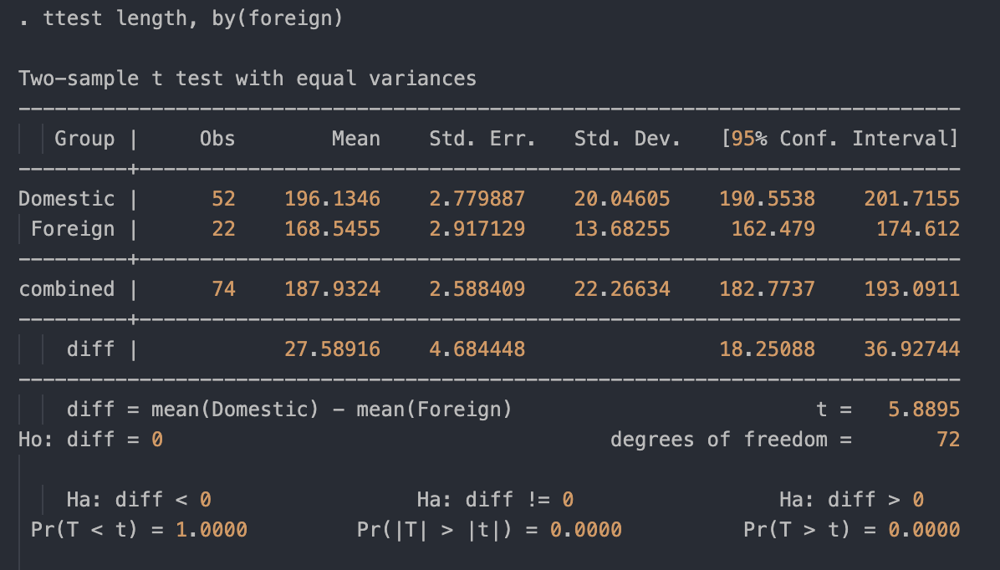 . ttest length, by(foreign)

Two-sample t test with equal variances
------------------------------------------------------------------------------
   Group |     Obs        Mean    Std. Err.   Std. Dev.   [95% Conf. Interval]
---------+--------------------------------------------------------------------
Domestic |      52    196.1346    2.779887    20.04605    190.5538    201.7155
 Foreign |      22    168.5455    2.917129    13.68255     162.479     174.612
---------+--------------------------------------------------------------------
combined |      74    187.9324    2.588409    22.26634    182.7737    193.0911
---------+--------------------------------------------------------------------
    diff |            27.58916    4.684448                18.25088    36.92744
------------------------------------------------------------------------------
    diff = mean(Domestic) - mean(Foreign)                         t =   5.8895
Ho: diff = 0                                     degrees of freedom =       72

    Ha: diff < 0                 Ha: diff != 0                 Ha: diff > 0
 Pr(T < t) = 1.0000         Pr(|T| > |t|) = 0.0000          Pr(T > t) = 0.0000